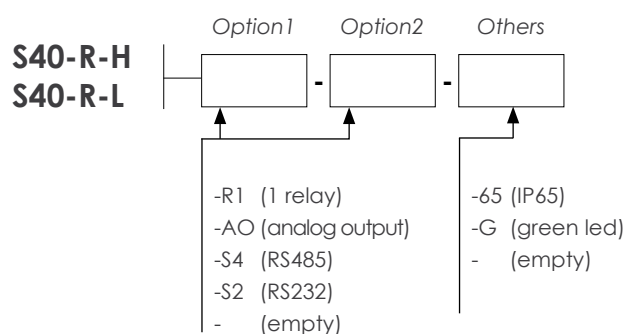 Option1 Option2 Others
S40-R-H
S40-R-L
- -
-R1 (1 relay)
-AO (analog output)
-S4 (RS485)
-S2 (RS232)
- (empty)
-65 (IP65)
-G (green led)
- (empty)